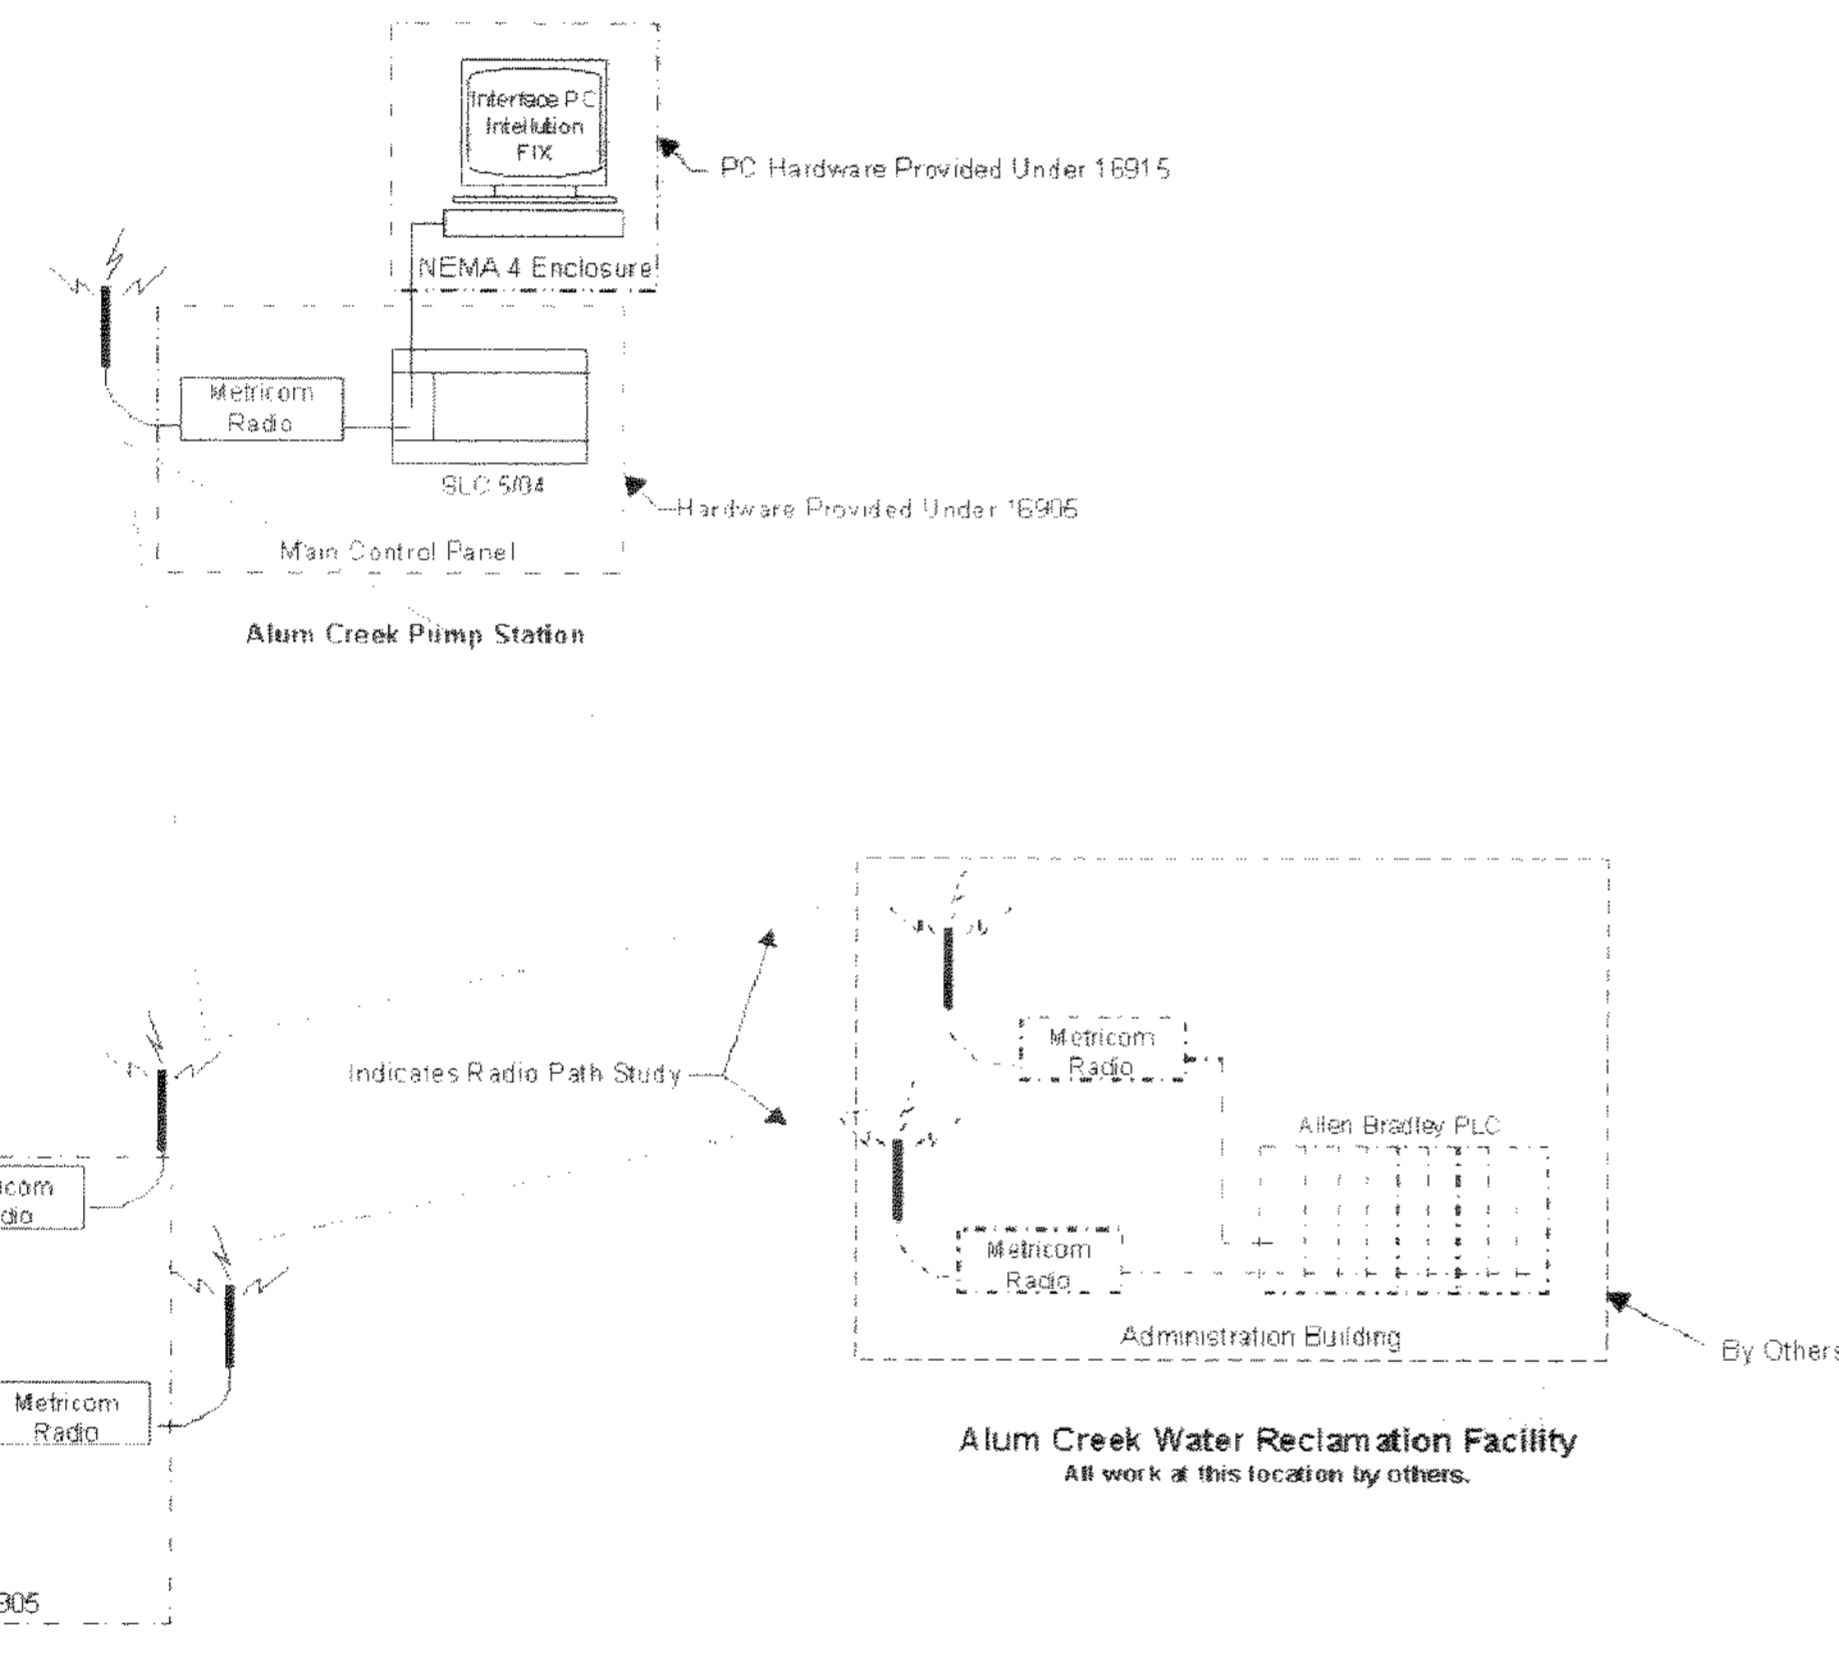 Interface PC
Intellution
FIX
PC Hardware Provided Under 16915
NEMA 4 Enclosure
Metricom
Radio
SLC 5/04
Hardware Provided Under 16905
Main Control Panel
Alum Creek Pump Station
Metricom
Radio
Indicates Radio Path Study
Allen Bradley PLC
icom
dio
Metricom
Radio
Administration Building
By Others
Metricom
Radio
Alum Creek Water Reclamation Facility
All work at this location by others.
905